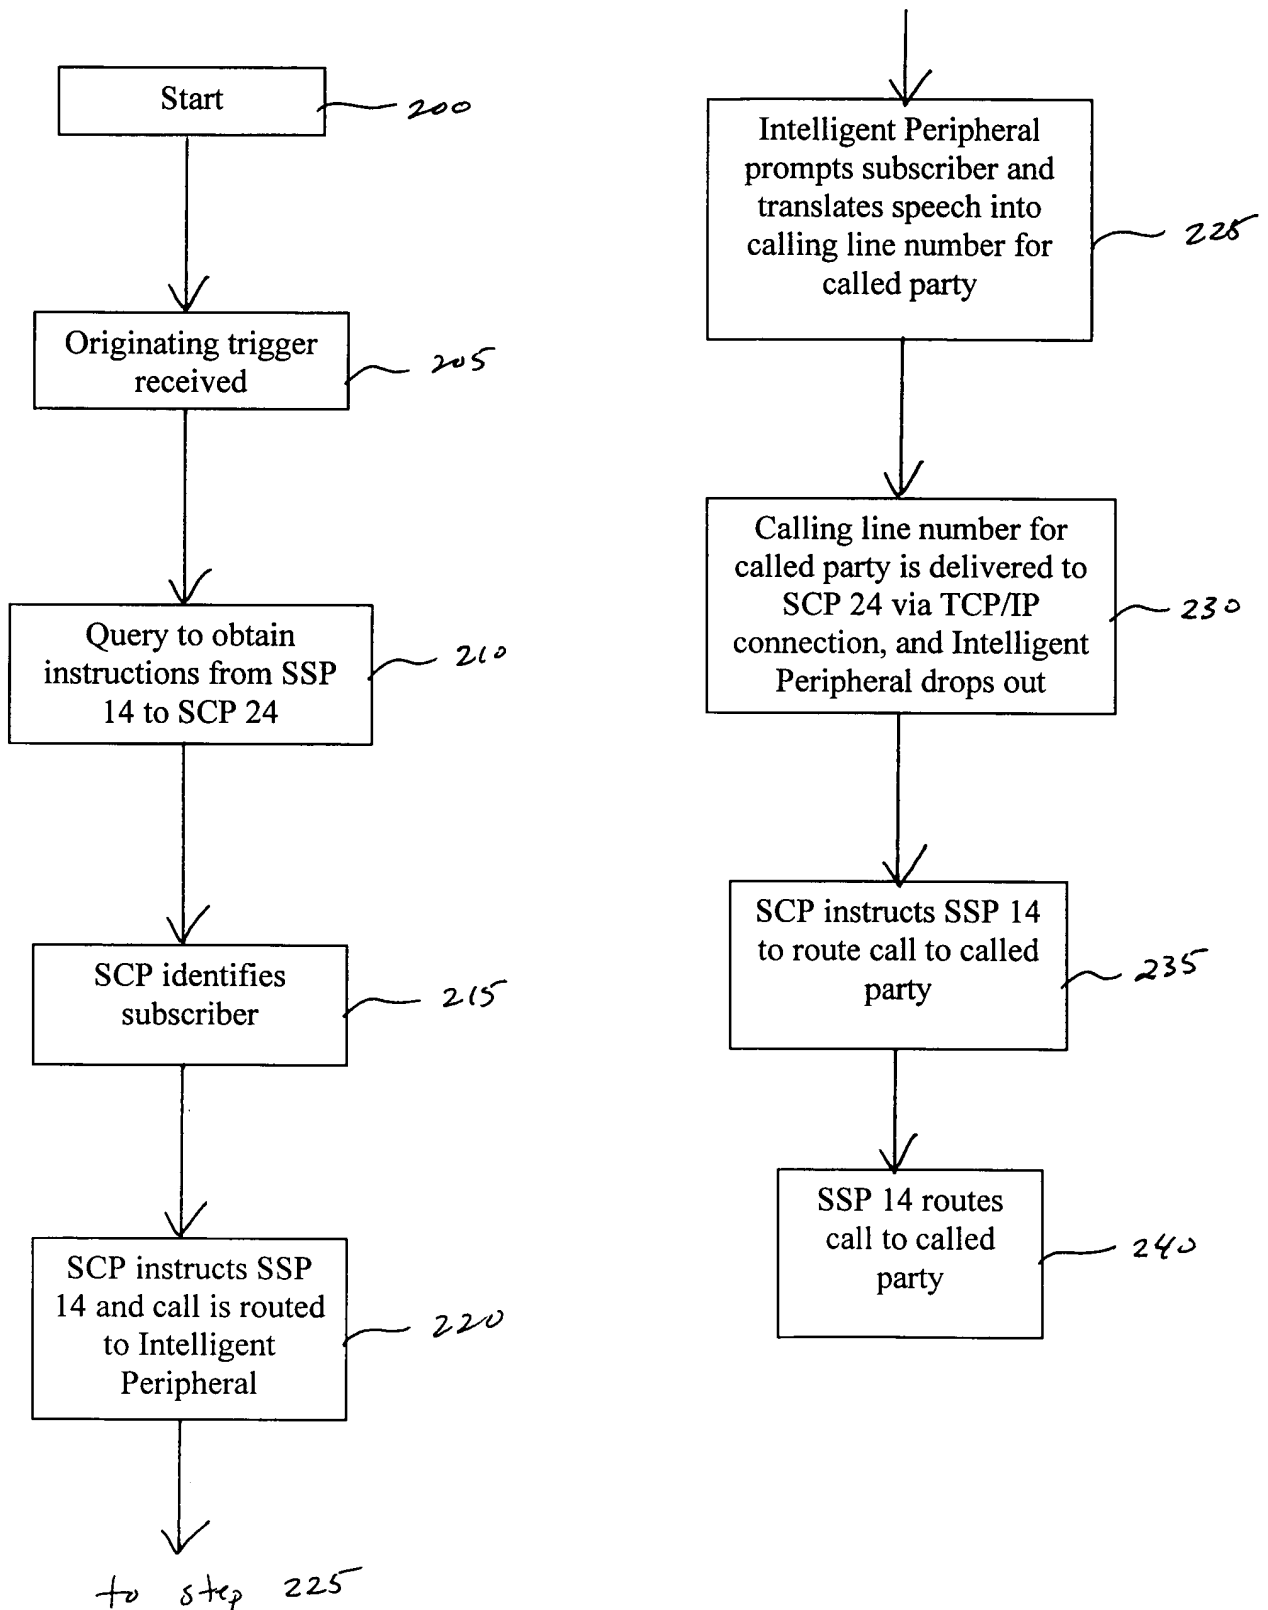 Start
200
Originating trigger
received
205
Query to obtain
instructions from SSP
14 to SCP 24
210
SCP identifies
subscriber
215
SCP instructs SSP
14 and call is routed
to Intelligent
Peripheral
220
to step 225
Intelligent Peripheral
prompts subscriber and
translates speech into
calling line number for
called party
225
Calling line number for
called party is delivered to
SCP 24 via TCP/IP
connection, and Intelligent
Peripheral drops out
230
SCP instructs SSP 14
to route call to called
party
235
SSP 14 routes
call to called
party
240